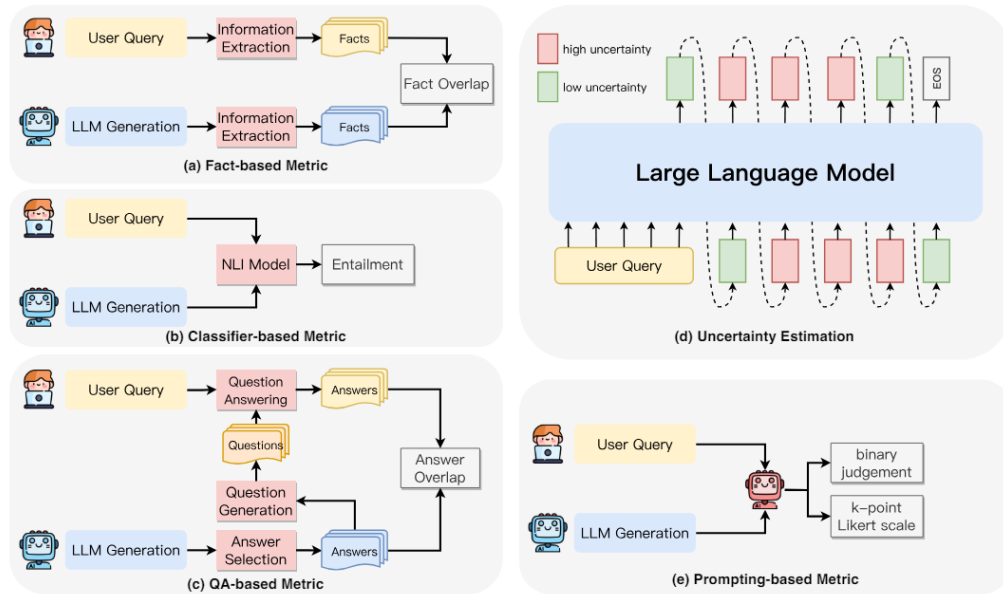 User Query
Information
Extraction
Facts
Fact Overlap
LLM Generation
Information
Extraction
Facts
(a) Fact-based Metric
User Query
NLI Model
Entailment
LLM Generation
(b) Classifier-based Metric
User Query
Question
Answering
Answers
Questions
Answer
Overlap
Question
Generation
LLM Generation
Answer
Selection
Answers
(c) QA-based Metric
high uncertainty
low uncertainty
EOS
Large Language Model
User Query
(d) Uncertainty Estimation
User Query
binary
judgement
LLM Generation
k-point
Likert scale
(e) Prompting-based Metric